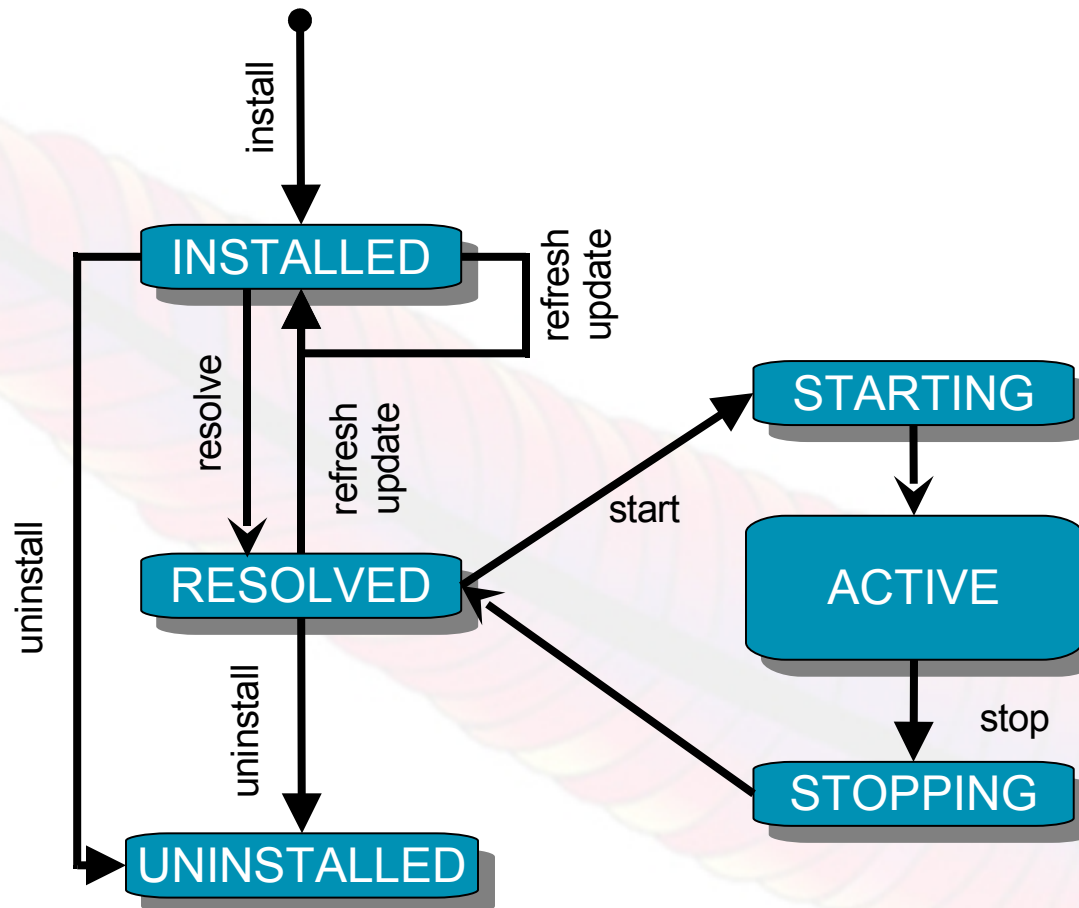 install
INSTALLED
refresh
update
resolve
refresh
update
STARTING
start
uninstall
RESOLVED
ACTIVE
uninstall
stop
STOPPING
UNINSTALLED